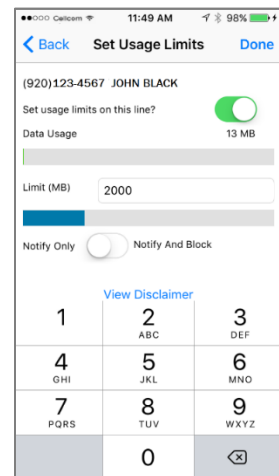 Cellcom 11:49 AM 98%
Back Set Usage Limits Done
(920)123-4567 JOHN BLACK
Set usage limits on this line?
Data Usage 13 MB
Limit (MB) 2000
Notify Only Notify And Block
View Disclaimer
1 2 3
ABC DEF
4 5 6
GHI JKL MNO
7 8 9
PQRS TUV WXYZ
0